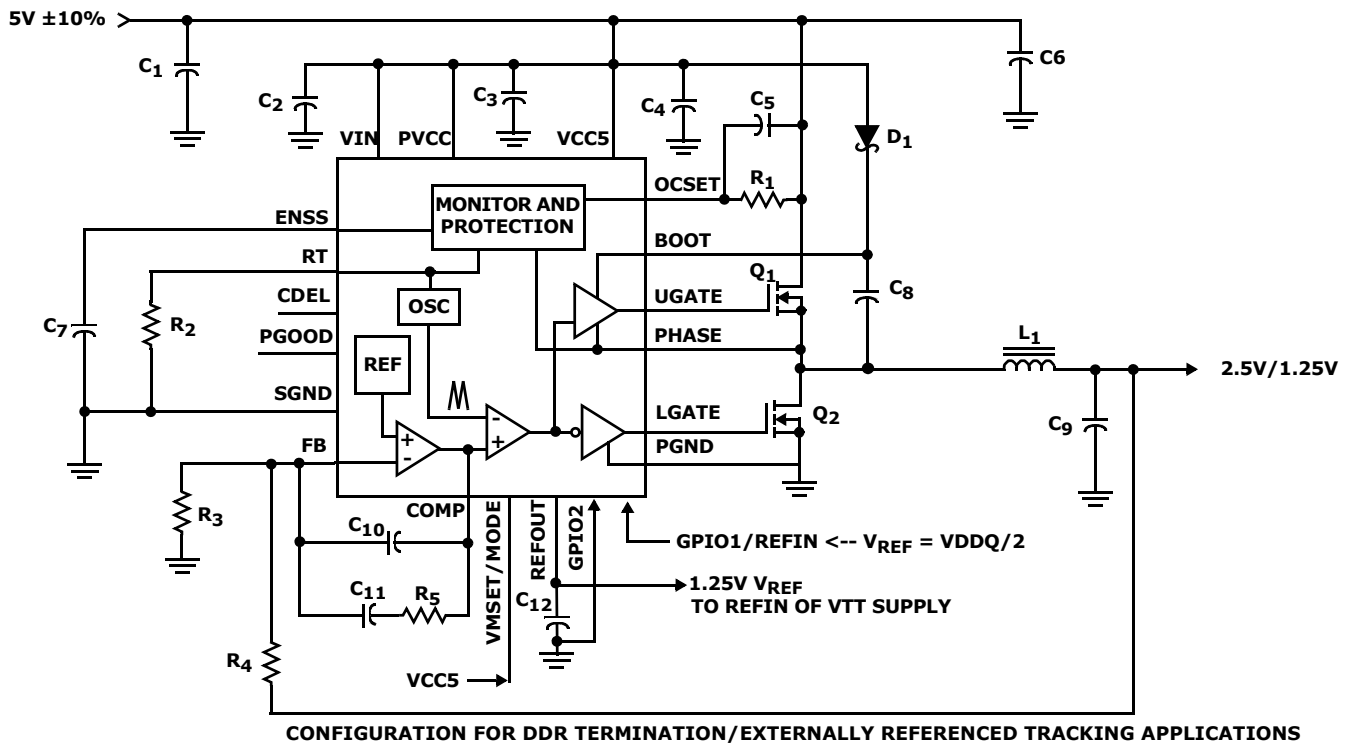 5V ±10%
C1
C6
C2
C3
C4
C5
D1
VIN PVCC VCC5
R1
OCSET
MONITOR AND
PROTECTION
ENSS
BOOT
RT
Q1
C8
OSC
UGATE
CDEL
C7
R2
PHASE
L1
PGOOD
REF
2.5V/1.25V
SGND
LGATE
Q2
C9
PGND
FB
+
-
-
+
R3
COMP
VMSET/MODE
REFOUT
GPIO2
C10
GPIO1/REFIN <-- VREF = VDDQ/2
C11
R5
C12
1.25V VREF
TO REFIN OF VTT SUPPLY
R4
VCC5
CONFIGURATION FOR DDR TERMINATION/EXTERNALLY REFERENCED TRACKING APPLICATIONS